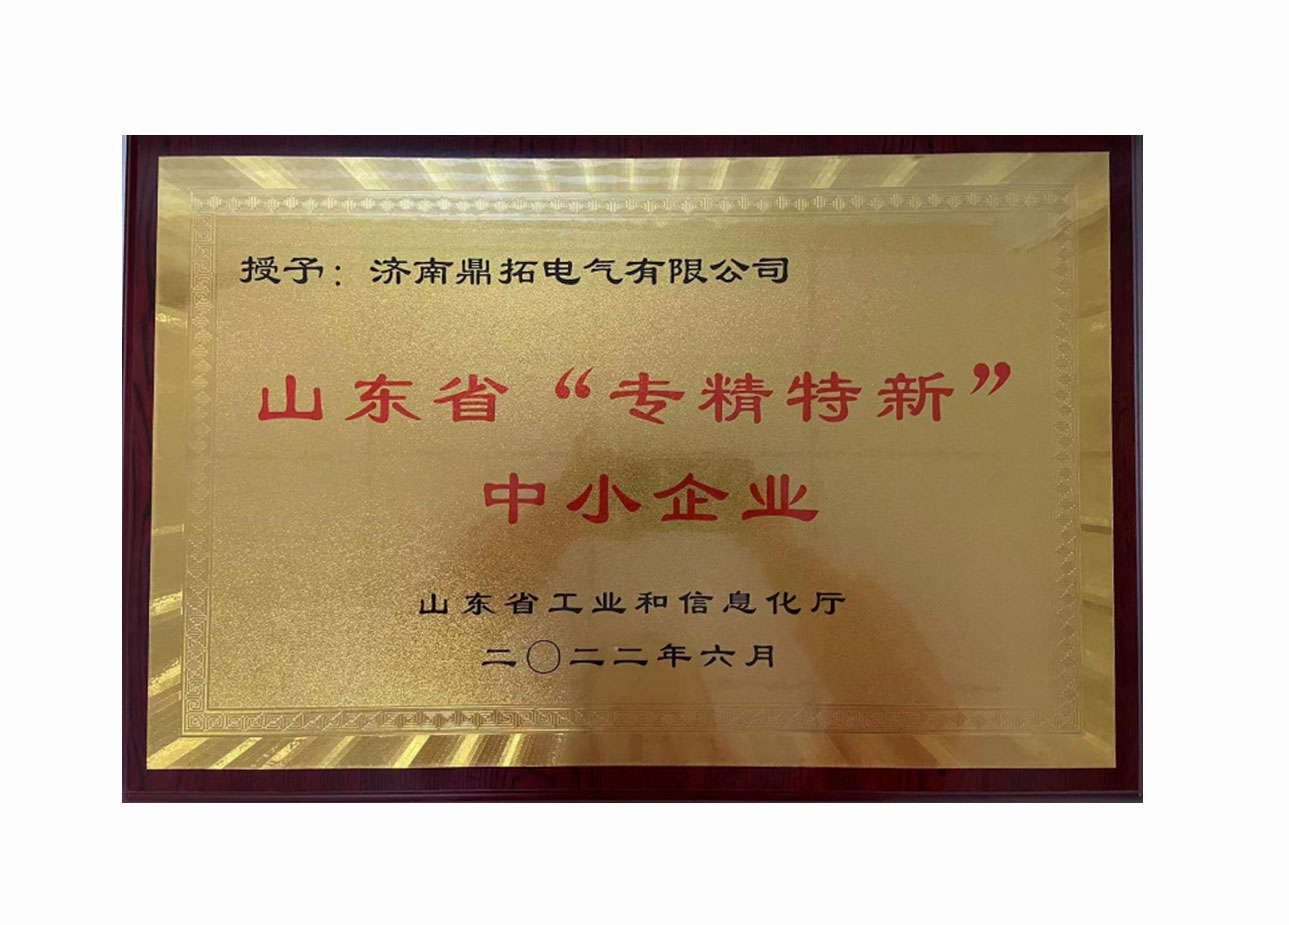 授予：济南鼎拓电气有限公司
山东省“专精特新”
中小企业
山东省工业和信息化厅
二〇二二年六月